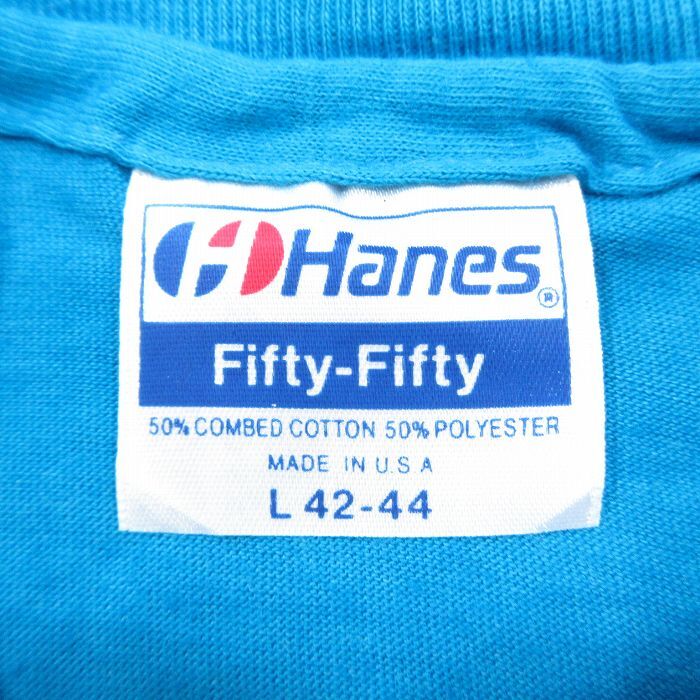 Hanes®
Fifty-Fifty
50% COMBED COTTON 50% POLYESTER
MADE IN U.S A
L 42-44